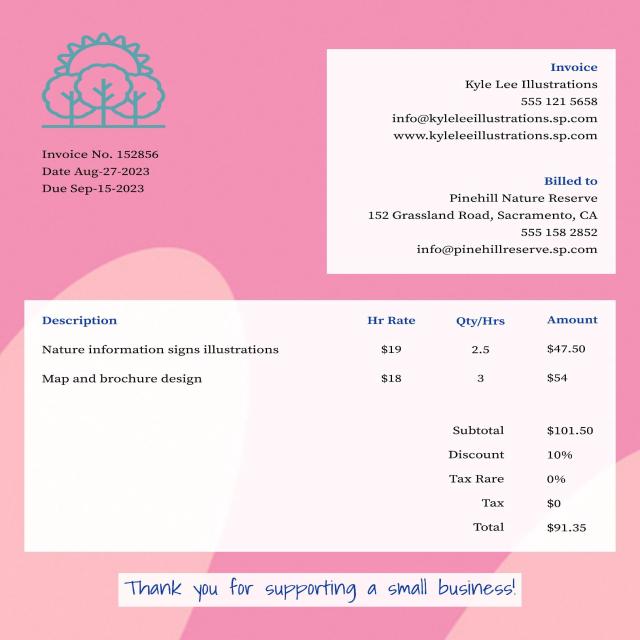 Invoice
Kyle Lee Illustrations
555 121 5658
info@kyleleeillustrations.sp.com
www.kyleleeillustrations.sp.com
Invoice No. 152856
Date Aug-27-2023
Due Sep-15-2023
Billed to
Pinehill Nature Reserve
152 Grassland Road, Sacramento, CA
555 158 2852
info@pinehillreserve.sp.com
Description Hr Rate Qty/Hrs Amount
Nature information signs illustrations $19 2.5 $47.50
Map and brochure design $18 3 $54
Subtotal $101.50
Discount 10%
Tax Rare 0%
Tax $0
Total $91.35
Thank you for supporting a small business!